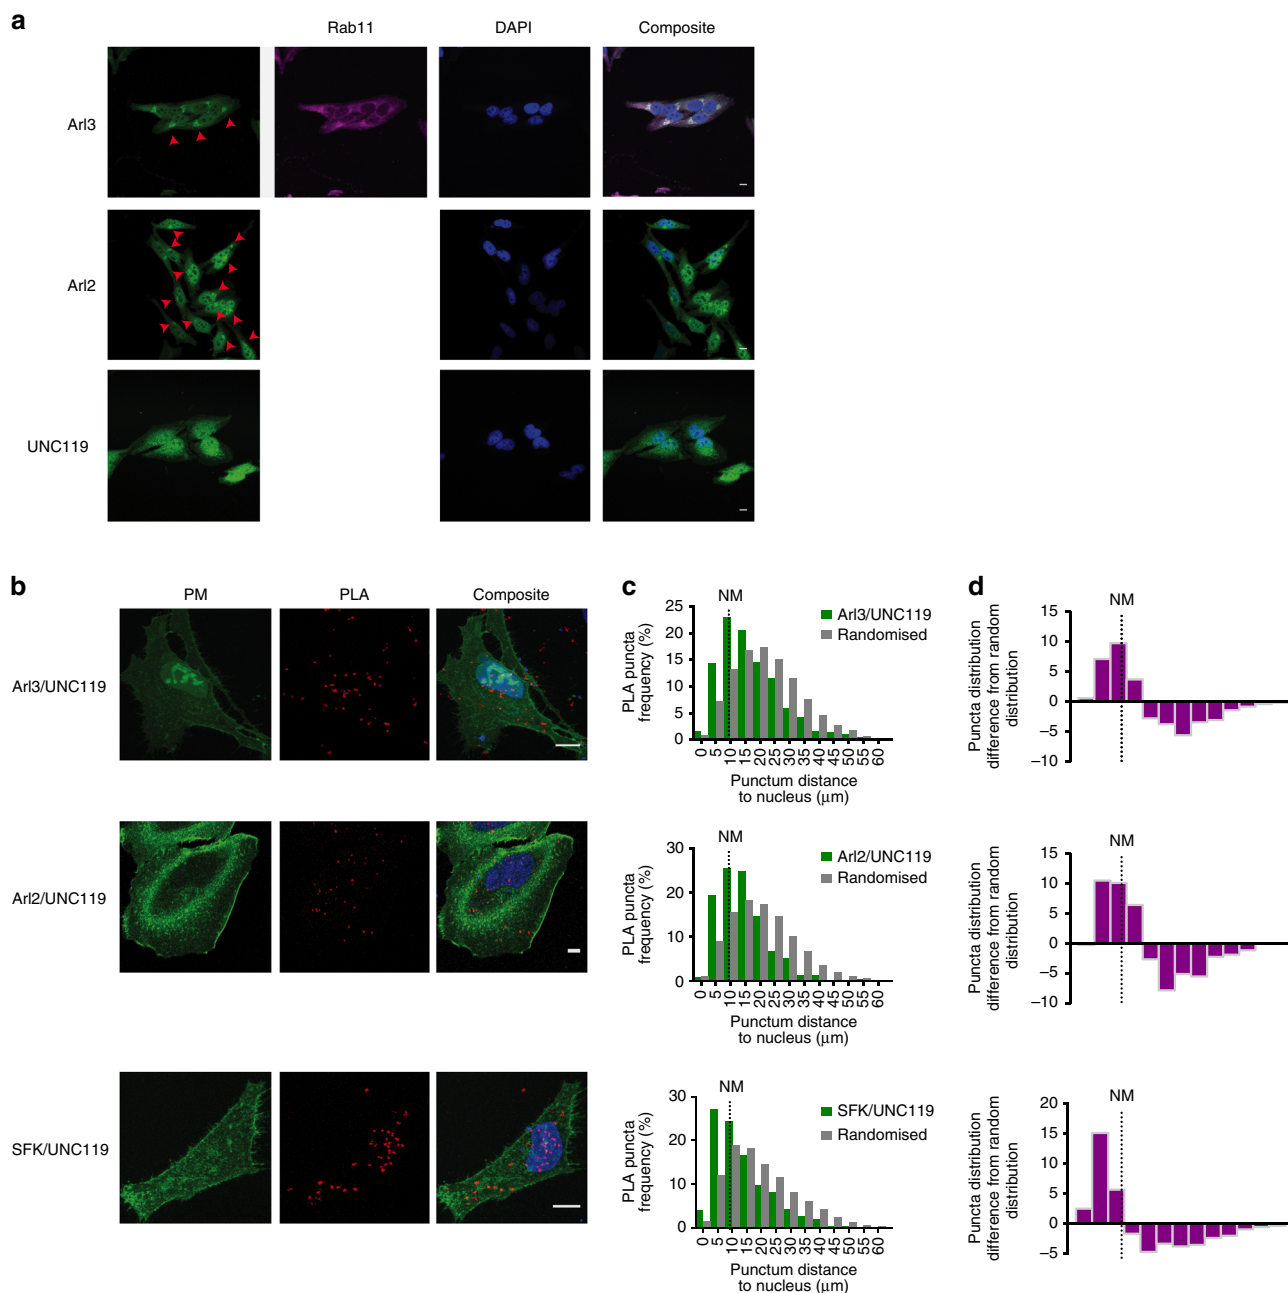 a
Rab11 DAPI Composite
Arl3
Arl2
UNC119
b
PM PLA Composite
Arl3/UNC119
Arl2/UNC119
SFK/UNC119
c
NM
Arl3/UNC119
Randomised
PLA puncta
frequency (%)
25
20
15
10
5
0
0 5 10 15 20 25 30 35 40 45 50 55 60
Punctum distance
to nucleus (μm)
NM
Arl2/UNC119
Randomised
PLA puncta
frequency (%)
30
20
10
0
0 5 10 15 20 25 30 35 40 45 50 55 60
Punctum distance
to nucleus (μm)
NM
SFK/UNC119
Randomised
PLA puncta
frequency (%)
30
20
10
0
0 5 10 15 20 25 30 35 40 45 50 55 60
Punctum distance
to nucleus (μm)
d
NM
Puncta distribution
difference from random
distribution
15
10
5
0
–5
–10
NM
Puncta distribution
difference from random
distribution
15
10
5
0
–5
–10
NM
Puncta distribution
difference from random
distribution
20
15
10
5
0
–5